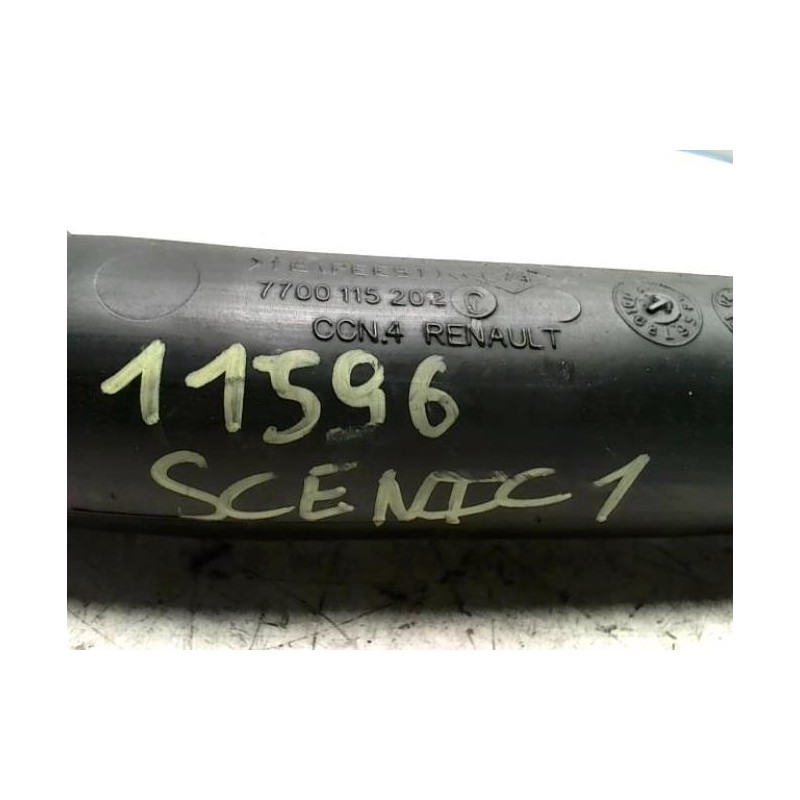 7700 115 202
CCN.4 RENAULT
11596
SCENIC 1